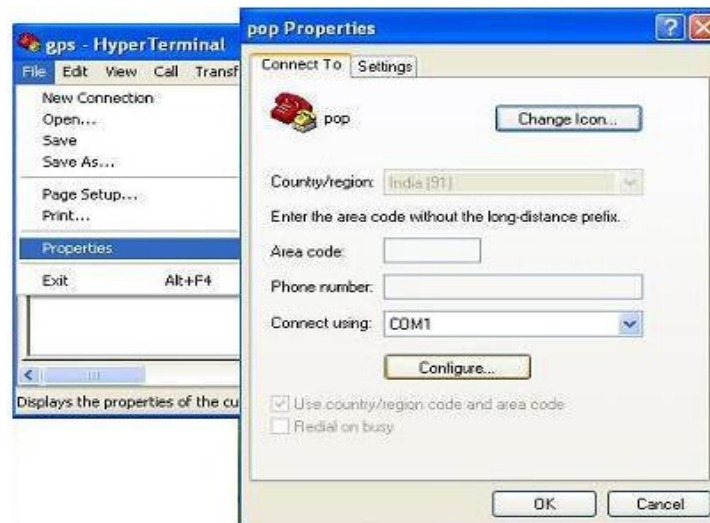 gps - HyperTerminal
File Edit View Call Transf
New Connection
Open...
Save
Save As...
Page Setup...
Print...
Properties
Exit Alt+F4
Displays the properties of the cu
pop Properties
Connect To Settings
pop
Change Icon...
Country/region: India (91)
Enter the area code without the long-distance prefix.
Area code:
Phone number:
Connect using: COM1
Configure...
Use country/region code and area code
Redial on busy
OK Cancel